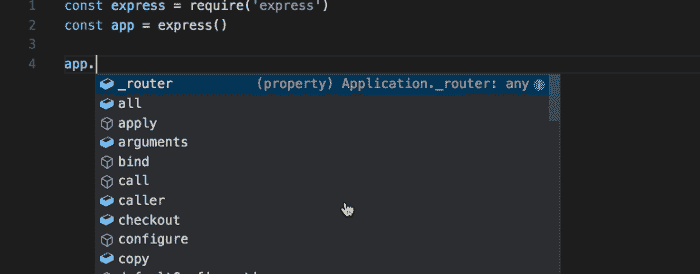 1 const express = require('express')
2 const app = express()
3
4 app.
_router (property) Application._router: any
all
apply
arguments
bind
call
caller
checkout
configure
copy